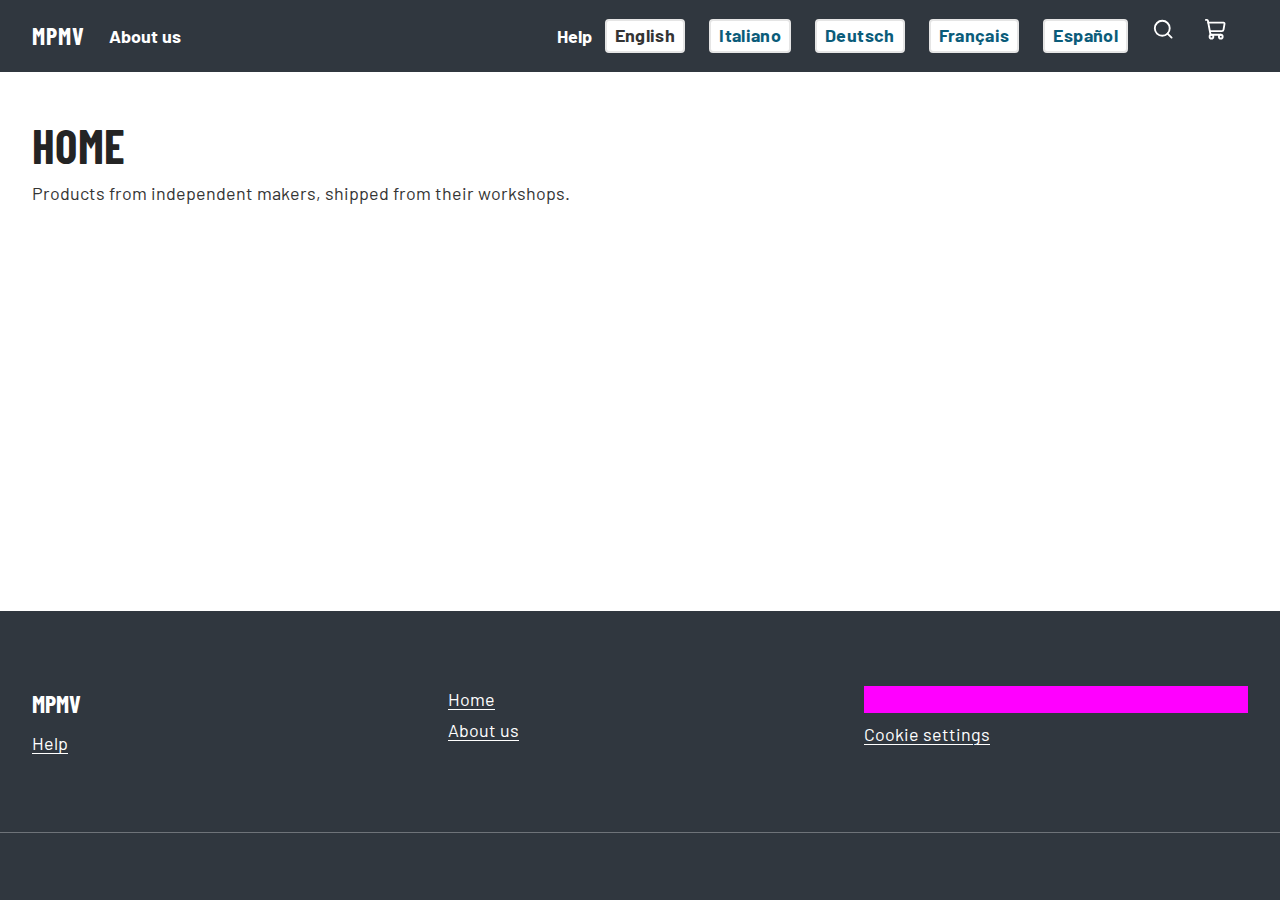 MPMV About us Help English Italiano Deutsch Français Español
HOME
Products from independent makers, shipped from their workshops.
MPMV
Help
Home
About us
Cookie settings